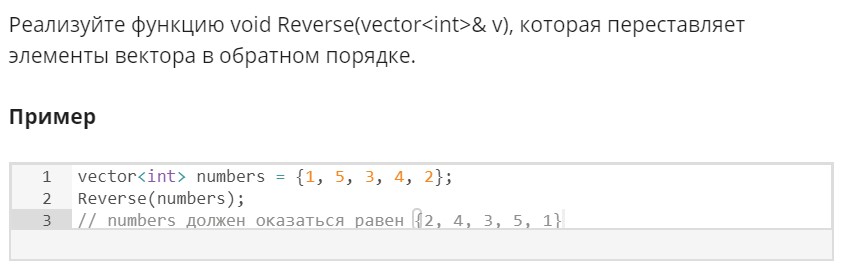 Реализуйте функцию void Reverse(vector<int>& v), которая переставляет
элементы вектора в обратном порядке.
Пример
1 vector<int> numbers = {1, 5, 3, 4, 2};
2 Reverse(numbers);
3 // numbers должен оказаться равен {2, 4, 3, 5, 1}